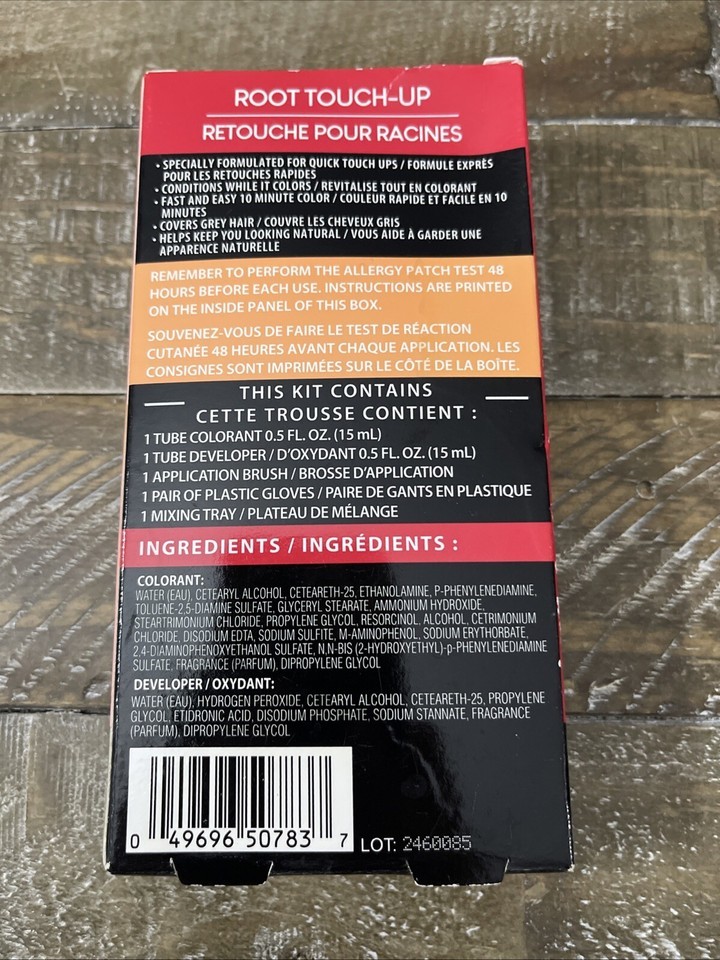 ROOT TOUCH-UP
RETOUCHE POUR RACINES
• SPECIALLY FORMULATED FOR QUICK TOUCH UPS / FORMULE EXPRÈS
POUR LES RETOUCHES RAPIDES
• CONDITIONS WHILE IT COLORS / REVITALISE TOUT EN COLORANT
• FAST AND EASY 10 MINUTE COLOR / COULEUR RAPIDE ET FACILE EN 10
MINUTES
• COVERS GREY HAIR / COUVRE LES CHEVEUX GRIS
• HELPS KEEP YOU LOOKING NATURAL / VOUS AIDE À GARDER UNE
APPARENCE NATURELLE
REMEMBER TO PERFORM THE ALLERGY PATCH TEST 48
HOURS BEFORE EACH USE. INSTRUCTIONS ARE PRINTED
ON THE INSIDE PANEL OF THIS BOX.
SOUVENEZ-VOUS DE FAIRE LE TEST DE RÉACTION
CUTANÉE 48 HEURES AVANT CHAQUE APPLICATION. LES
CONSIGNES SONT IMPRIMÉES SUR LE CÔTÉ DE LA BOÎTE.
THIS KIT CONTAINS
CETTE TROUSSE CONTIENT :
1 TUBE COLORANT 0.5 FL. OZ. (15 mL)
1 TUBE DEVELOPER / D'OXYDANT 0.5 FL. OZ. (15 mL)
1 APPLICATION BRUSH / BROSSE D'APPLICATION
1 PAIR OF PLASTIC GLOVES / PAIRE DE GANTS EN PLASTIQUE
1 MIXING TRAY / PLATEAU DE MÉLANGE
INGREDIENTS / INGRÉDIENTS :
COLORANT:
WATER (EAU), CETEARYL ALCOHOL, CETEARETH-25, ETHANOLAMINE, P-PHENYLENEDIAMINE,
TOLUENE-2,5-DIAMINE SULFATE, GLYCERYL STEARATE, AMMONIUM HYDROXIDE,
STEARTRIMONIUM CHLORIDE, PROPYLENE GLYCOL, RESORCINOL, ALCOHOL, CETRIMONIUM
CHLORIDE, DISODIUM EDTA, SODIUM SULFITE, M-AMINOPHENOL, SODIUM ERYTHORBATE,
2,4-DIAMINOPHENOXYETHANOL SULFATE, N,N-BIS (2-HYDROXYETHYL)-p-PHENYLENEDIAMINE
SULFATE, FRAGRANCE (PARFUM), DIPROPYLENE GLYCOL
DEVELOPER / OXYDANT:
WATER (EAU), HYDROGEN PEROXIDE, CETEARYL ALCOHOL, CETEARETH-25, PROPYLENE
GLYCOL, ETIDRONIC ACID, DISODIUM PHOSPHATE, SODIUM STANNATE, FRAGRANCE
(PARFUM), DIPROPYLENE GLYCOL
0 49696 50783 7
LOT: 2460085